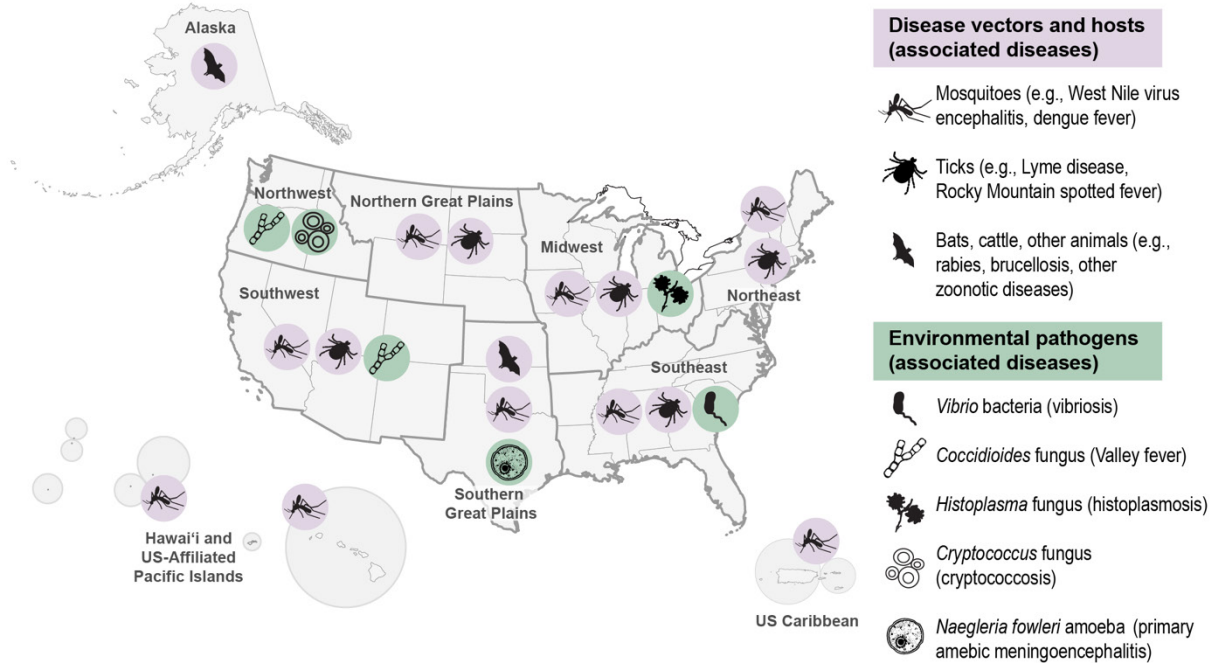 Alaska
Northwest
Northern Great Plains
Midwest
Northeast
Southwest
Southeast
Southern
Great Plains
Hawaiʻi and
US-Affiliated
Pacific Islands
US Caribbean
Disease vectors and hosts
(associated diseases)
Mosquitoes (e.g., West Nile virus
encephalitis, dengue fever)
Ticks (e.g., Lyme disease,
Rocky Mountain spotted fever)
Bats, cattle, other animals (e.g.,
rabies, brucellosis, other
zoonotic diseases)
Environmental pathogens
(associated diseases)
Vibrio bacteria (vibriosis)
Coccidioides fungus (Valley fever)
Histoplasma fungus (histoplasmosis)
Cryptococcus fungus
(cryptococcosis)
Naegleria fowleri amoeba (primary
amebic meningoencephalitis)